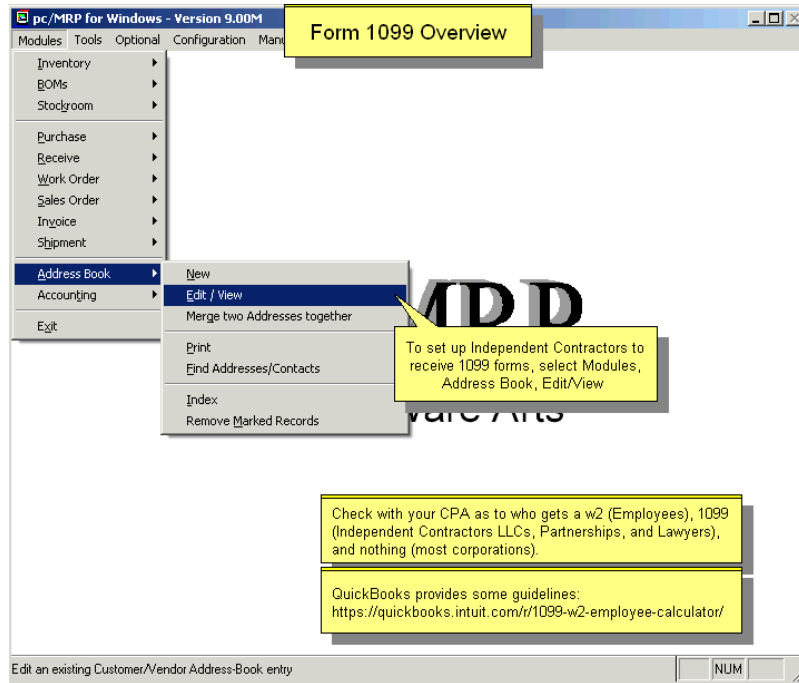 pc/MRP for Windows - Version 9.00M
Modules Tools Optional Configuration
Form 1099 Overview
Inventory
BOMs
Stockroom
Purchase
Receive
Work Order
Sales Order
Invoice
Shipment
Address Book
Accounting
Exit
New
Edit / View
Merge two Addresses together
Print
Find Addresses/Contacts
Index
Remove Marked Records
MRP
To set up Independent Contractors to
receive 1099 forms, select Modules,
Address Book, Edit/View
Arts
Check with your CPA as to who gets a w2 (Employees), 1099
(Independent Contractors LLCs, Partnerships, and Lawyers),
and nothing (most corporations).
QuickBooks provides some guidelines:
https://quickbooks.intuit.com/r/1099-w2-employee-calculator/
Edit an existing Customer/Vendor Address-Book entry
NUM